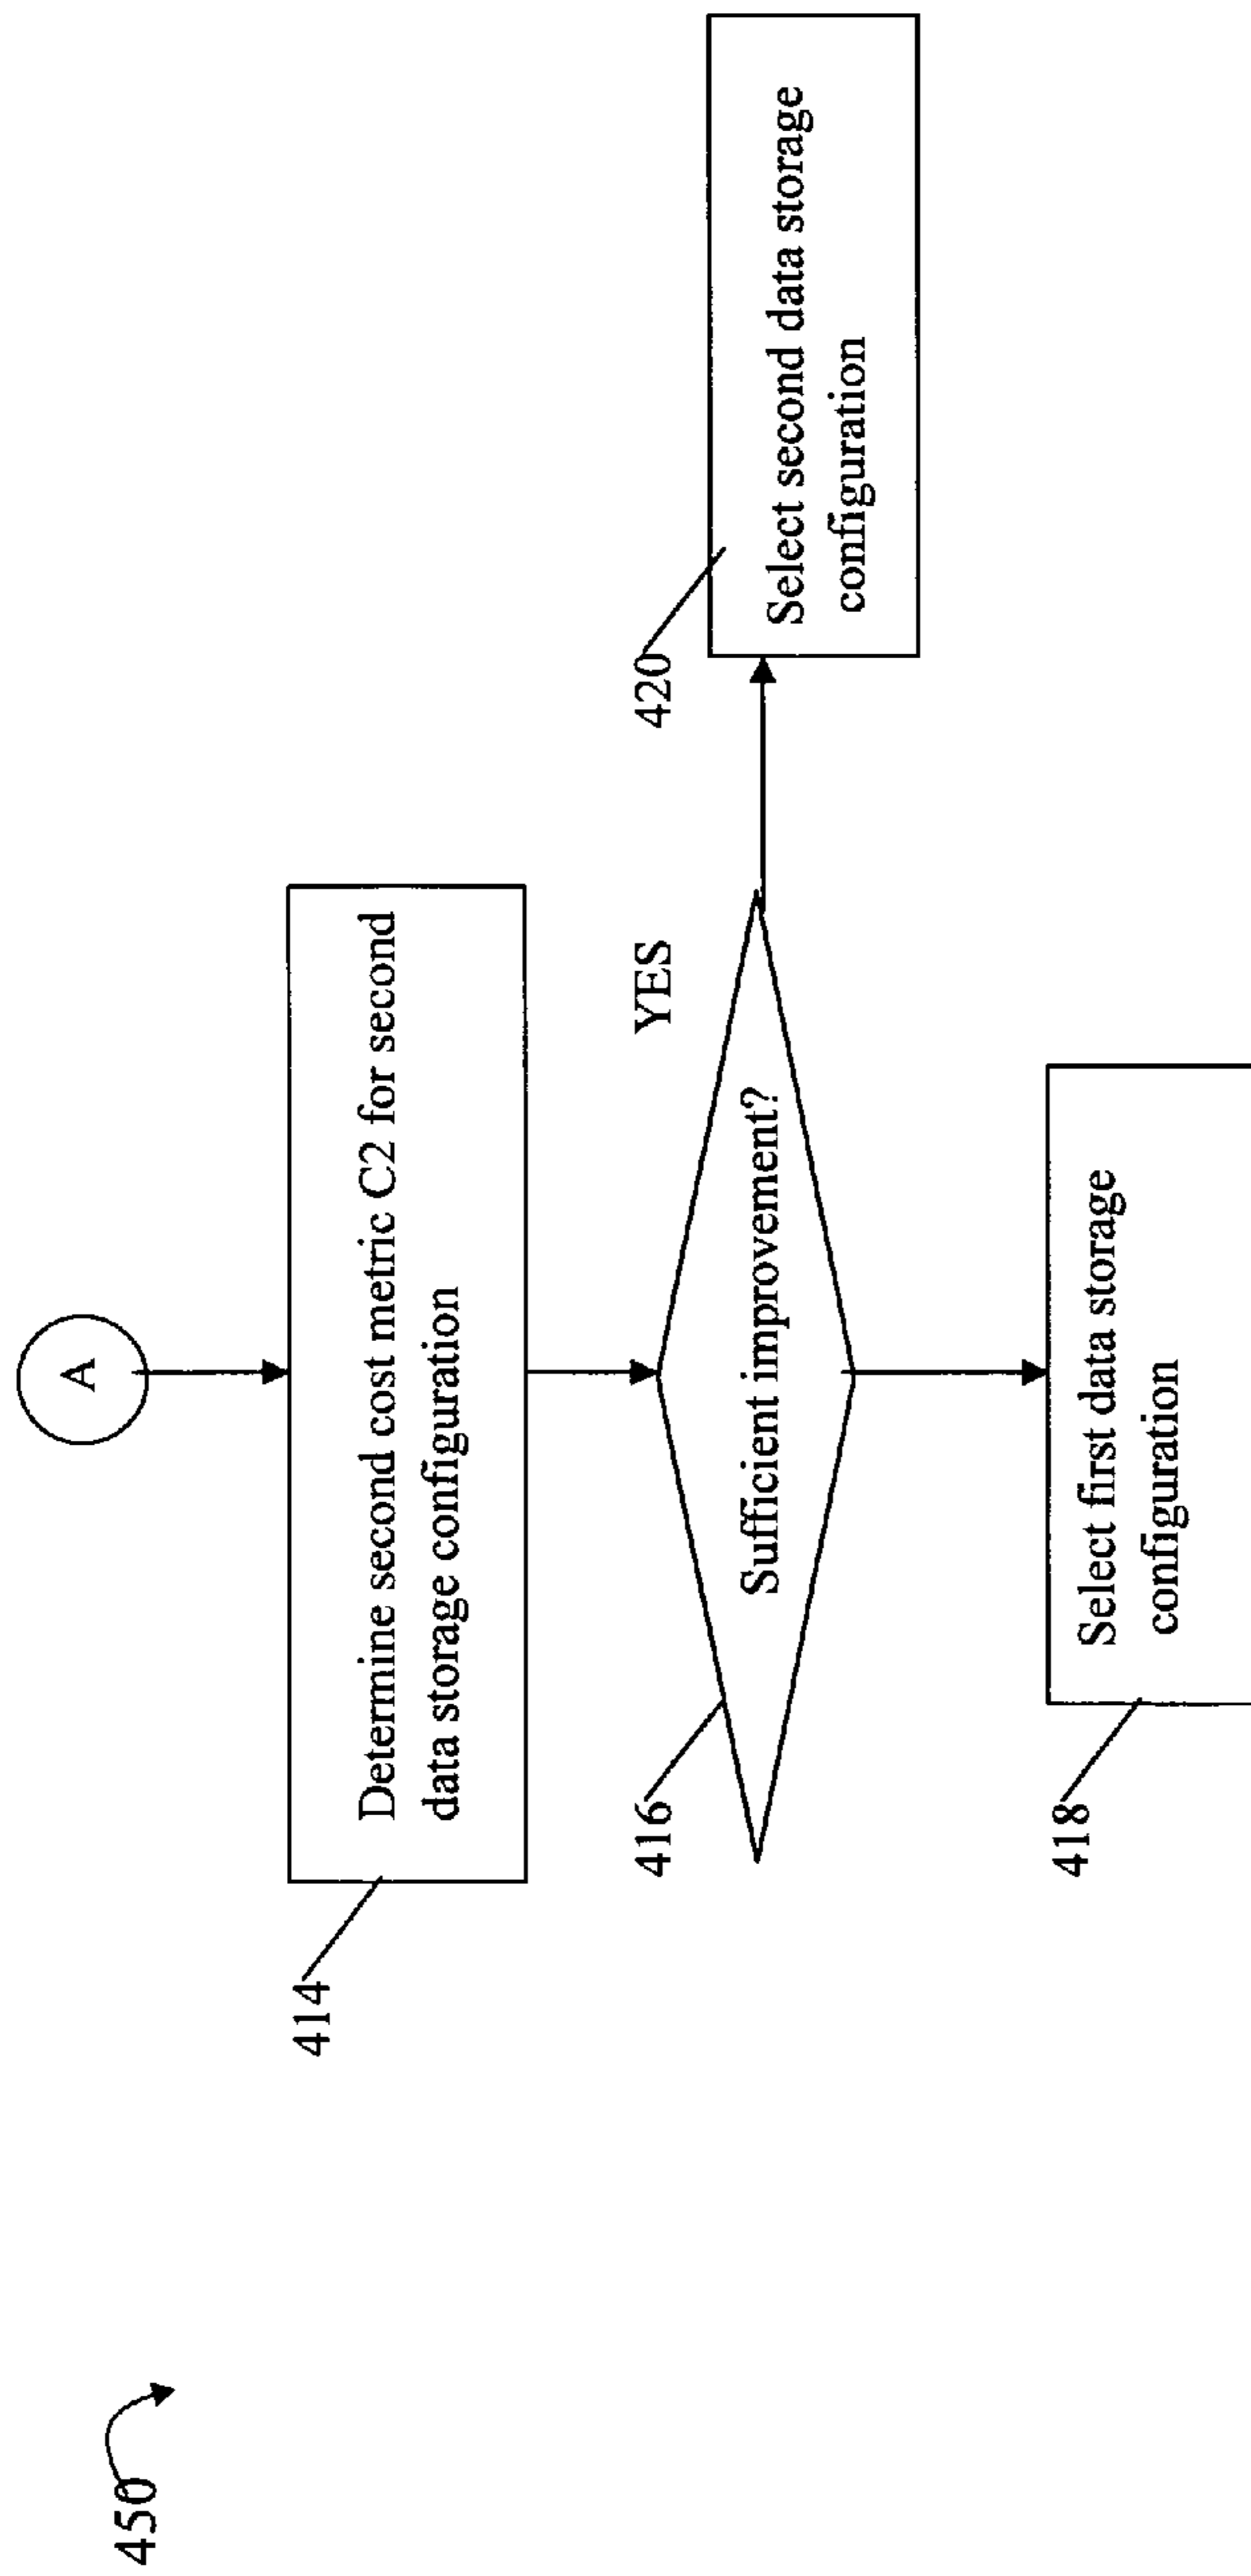 450
A
414
Determine second cost metric C2 for second
data storage configuration
416
Sufficient improvement?
YES
420
Select second data storage
configuration
418
Select first data storage
configuration